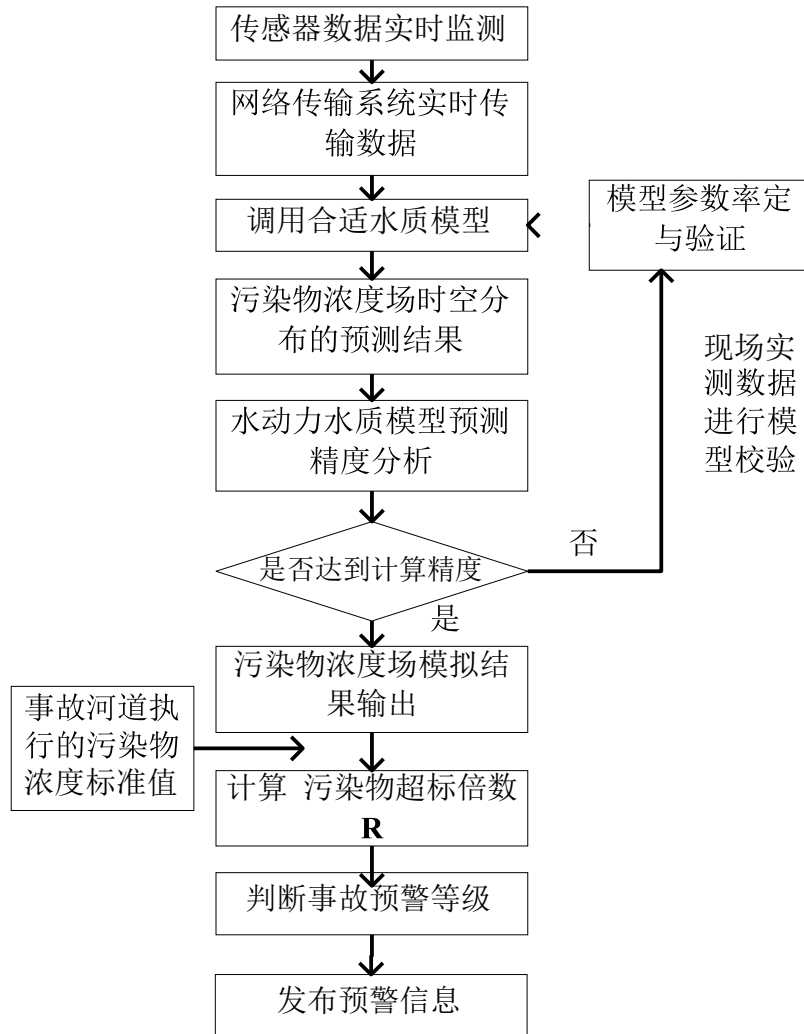 传感器数据实时监测
网络传输系统实时传
输数据
调用合适水质模型
模型参数率定
与验证
污染物浓度场时空分
布的预测结果
现场实
测数据
进行模
型校验
水动力水质模型预测
精度分析
否
是否达到计算精度
是
污染物浓度场模拟结
果输出
事故河道执
行的污染物
浓度标准值
计算 污染物超标倍数
R
判断事故预警等级
发布预警信息